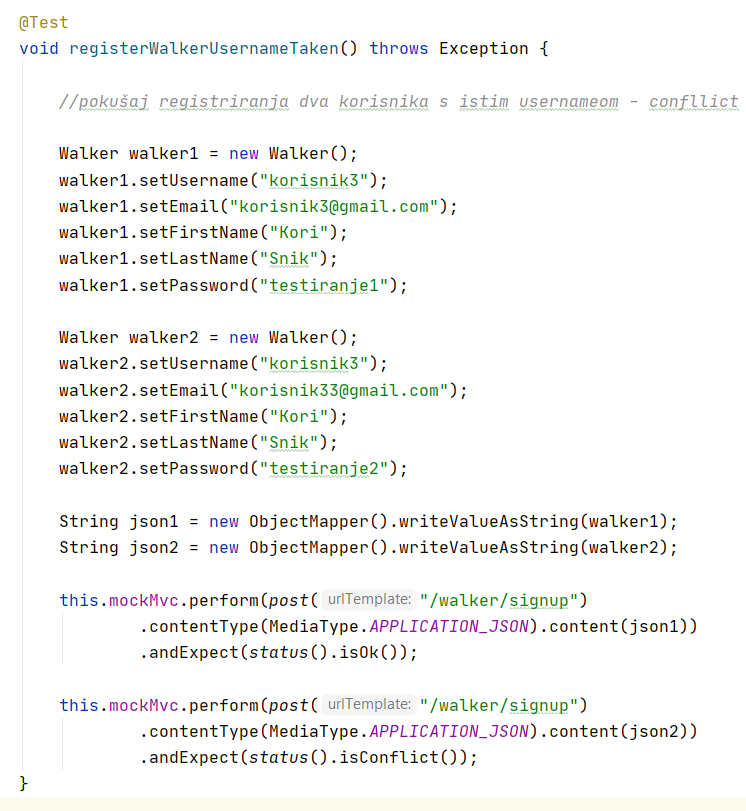 @Test
void registerWalkerUsernameTaken() throws Exception {
//pokušaj registriranja dva korisnika s istim usernameom - confllict
Walker walker1 = new Walker();
walker1.setUsername("korisnik3");
walker1.setEmail("korisnik3@gmail.com");
walker1.setFirstName("Kori");
walker1.setLastName("Snik");
walker1.setPassword("testiranje1");
Walker walker2 = new Walker();
walker2.setUsername("korisnik3");
walker2.setEmail("korisnik33@gmail.com");
walker2.setFirstName("Kori");
walker2.setLastName("Snik");
walker2.setPassword("testiranje2");
String json1 = new ObjectMapper().writeValueAsString(walker1);
String json2 = new ObjectMapper().writeValueAsString(walker2);
this.mockMvc.perform(post( urlTemplate: "/walker/signup")
.contentType(MediaType.APPLICATION_JSON).content(json1))
.andExpect(status().isOk());
this.mockMvc.perform(post( urlTemplate: "/walker/signup")
.contentType(MediaType.APPLICATION_JSON).content(json2))
.andExpect(status().isConflict());
}